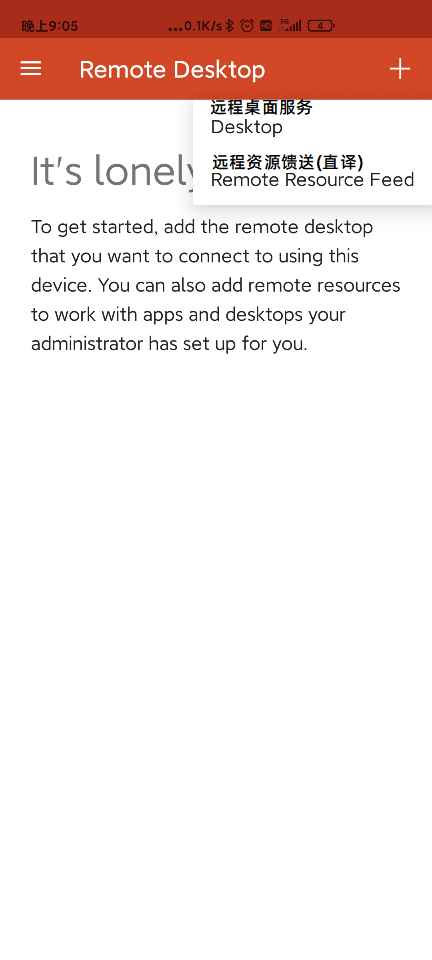 晚上9:05
...0.1K/s
HD
5G
4
Remote Desktop
远程桌面服务
Desktop
It's lonely
远程资源馈送(直译)
Remote Resource Feed
To get started, add the remote desktop
that you want to connect to using this
device. You can also add remote resources
to work with apps and desktops your
administrator has set up for you.